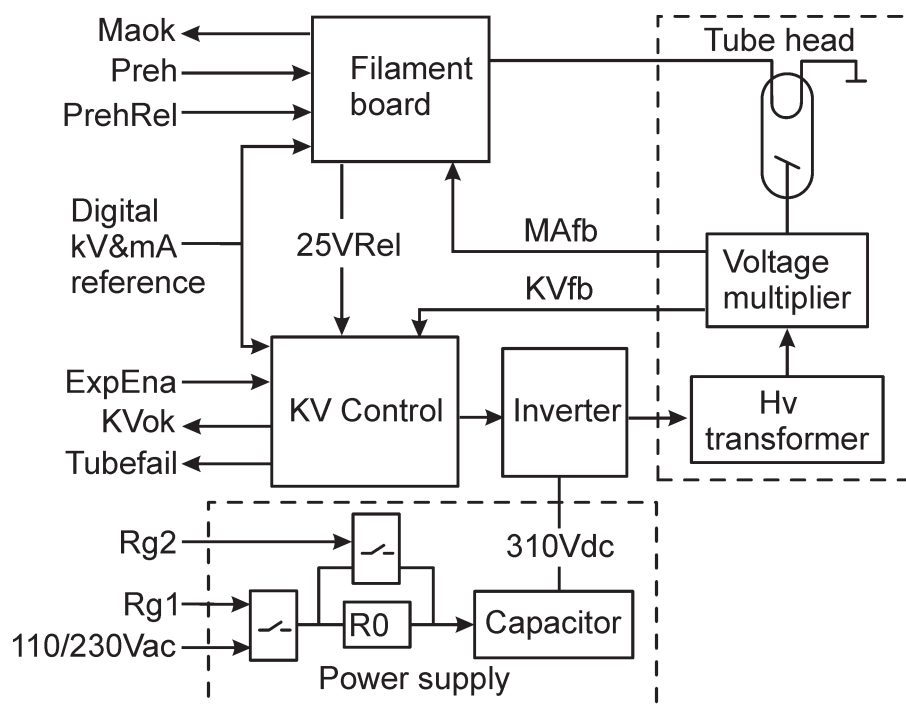 Maok
Preh
PrehRel
Filament
board
Tube head
Digital
kV&mA
reference
25VRel
MAfb
KVfb
Voltage
multiplier
ExpEna
KVok
Tubefail
KV Control
Inverter
Hv
transformer
Rg2
310Vdc
Rg1
110/230Vac
R0
Capacitor
Power supply